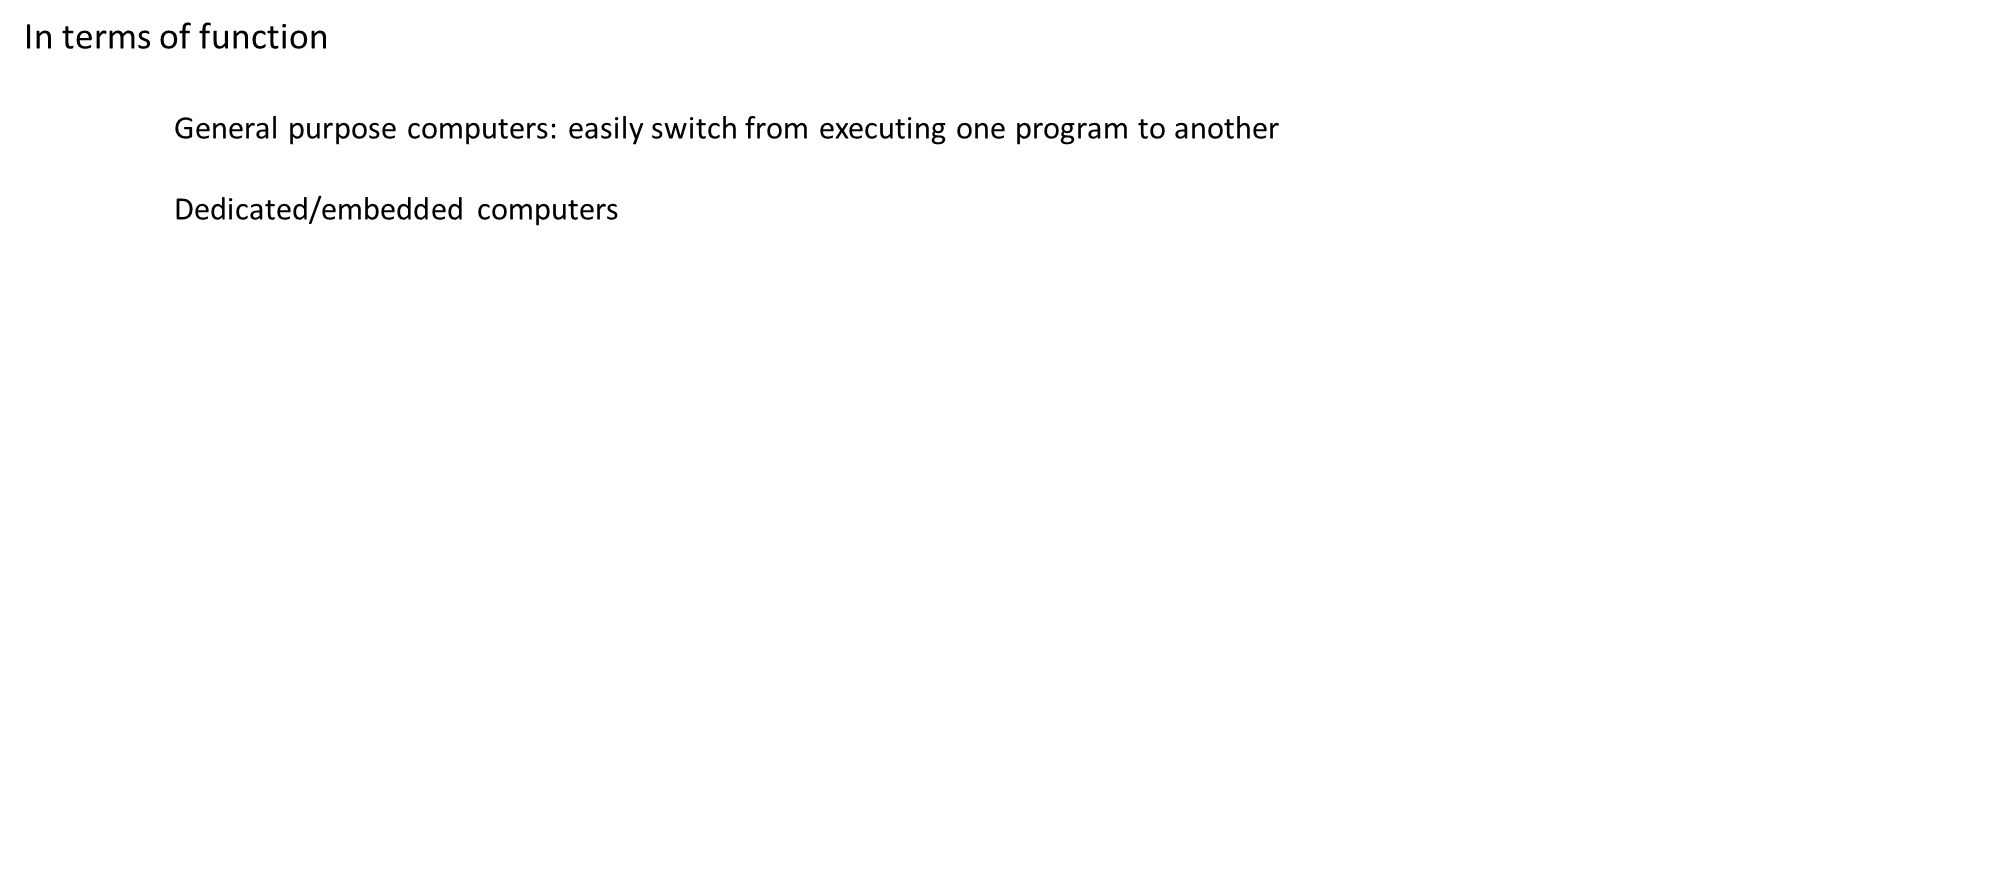 In terms of function
General purpose computers: easily switch from executing one program to another
Dedicated/embedded computers